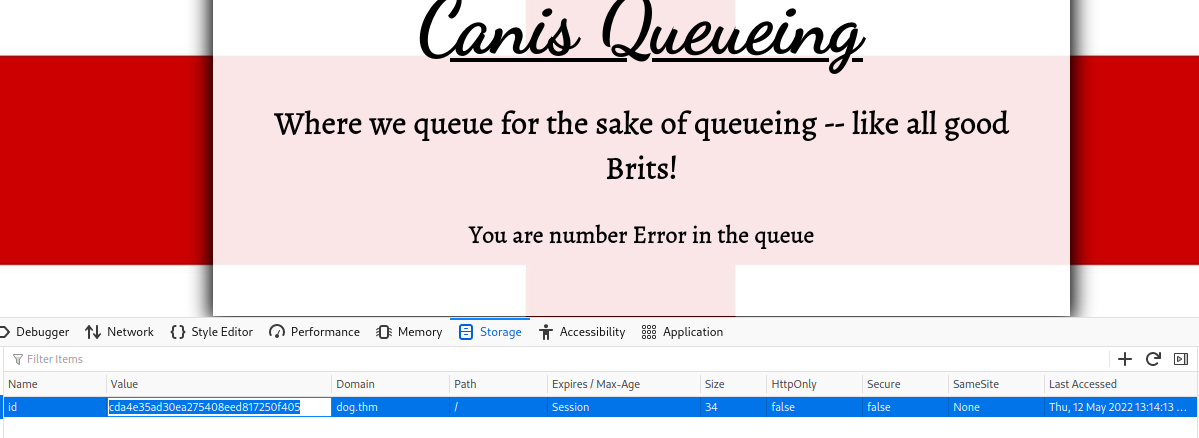 Canis Queueing
Where we queue for the sake of queueing -- like all good
Brits!
You are number Error in the queue
Debugger Network Style Editor Performance Memory Storage Accessibility Application
Filter Items
Name Value Domain Path Expires / Max-Age Size HttpOnly Secure SameSite Last Accessed
id cda4e35ad30ea275408eed817250f405 dog.thm / Session 34 false false None Thu, 12 May 2022 13:14:13 ...